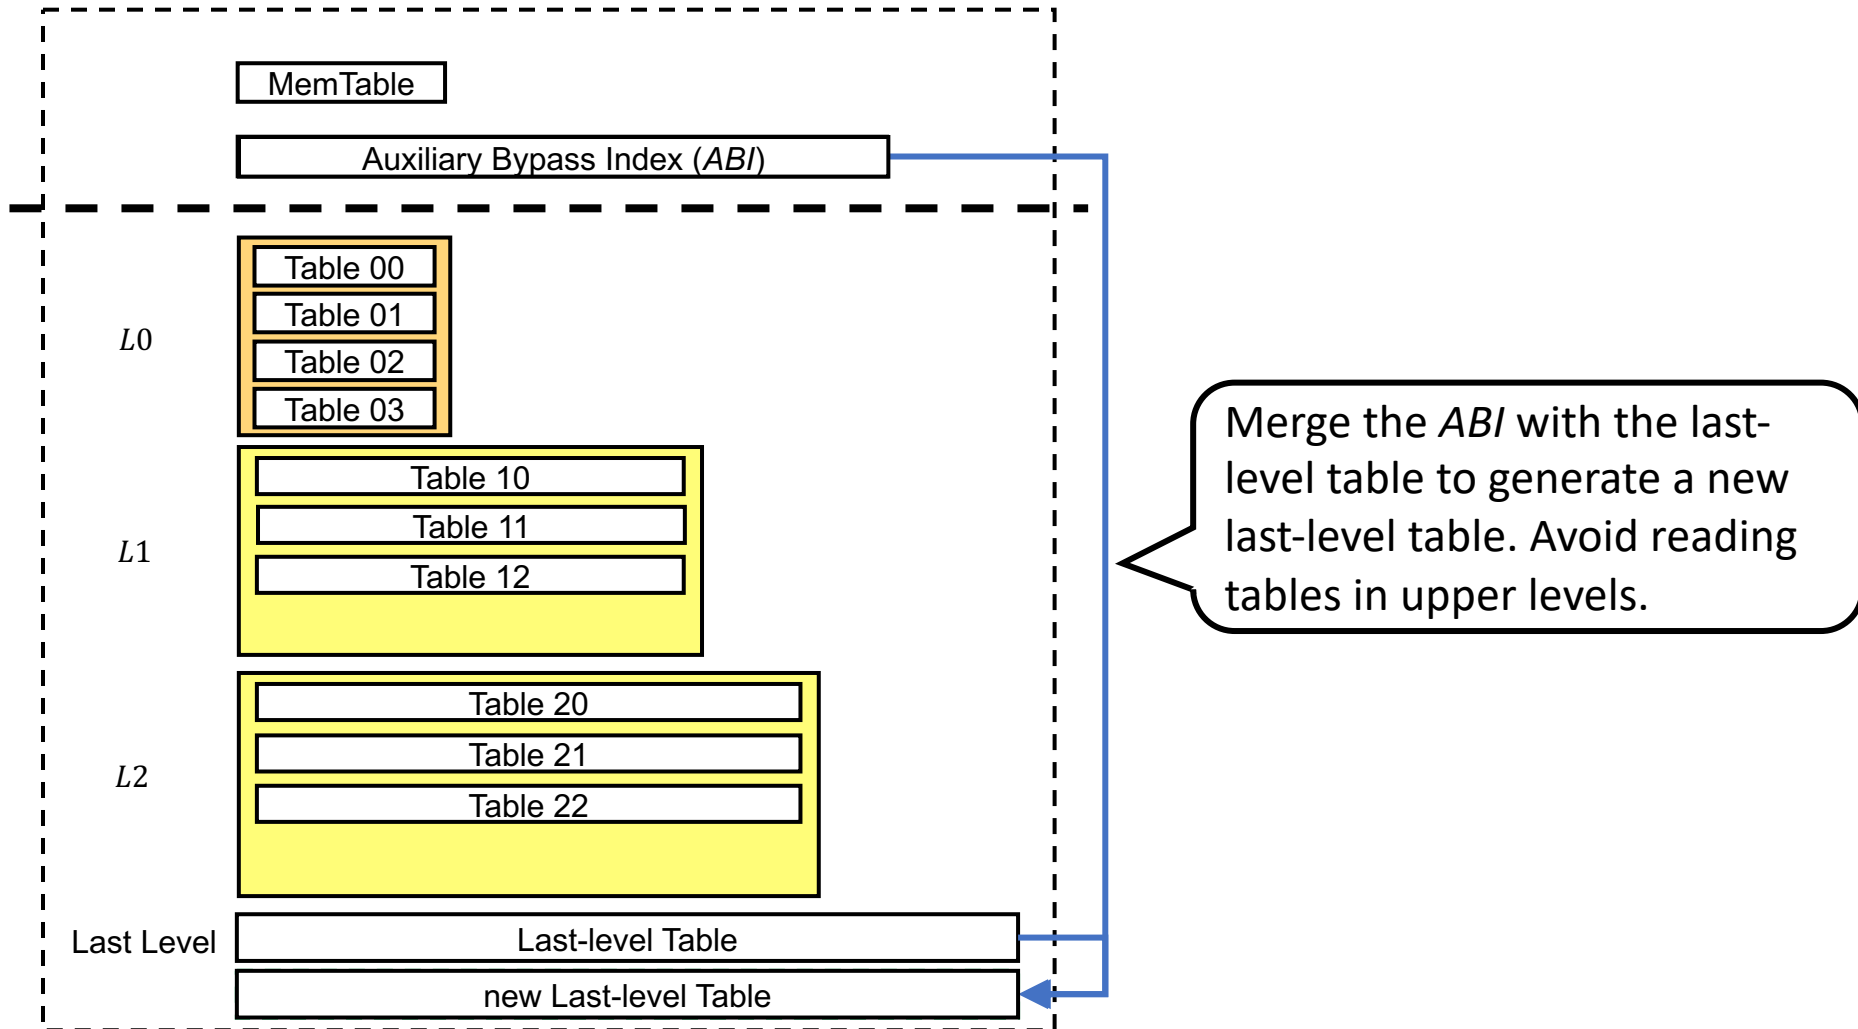 MemTable
Auxiliary Bypass Index (ABI)
L0
Table 00
Table 01
Table 02
Table 03
L1
Table 10
Table 11
Table 12
L2
Table 20
Table 21
Table 22
Last Level
Last-level Table
new Last-level Table
Merge the ABI with the last-
level table to generate a new
last-level table. Avoid reading
tables in upper levels.